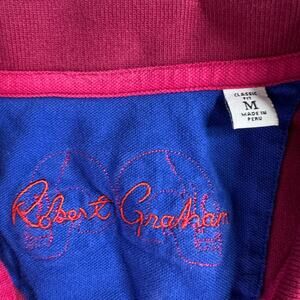 CLASSIC
FIT
M
MADE IN
PERU
Robert Graham